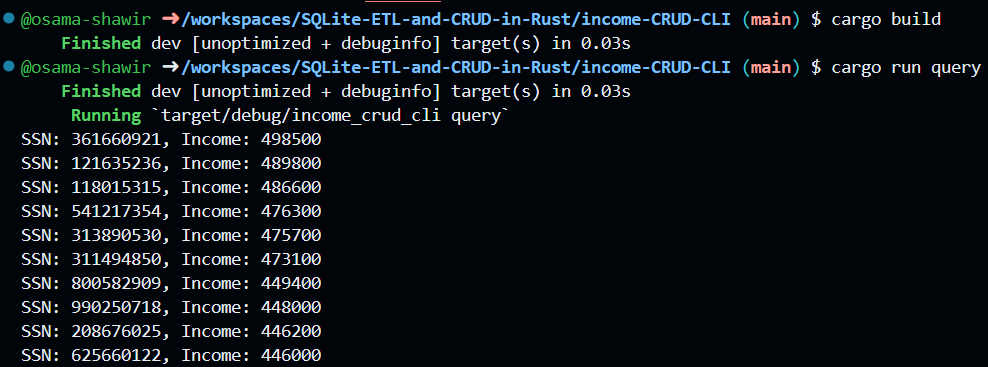 @osama-shawir ➜/workspaces/SQLite-ETL-and-CRUD-in-Rust/income-CRUD-CLI (main) $ cargo build
Finished dev [unoptimized + debuginfo] target(s) in 0.03s
@osama-shawir ➜/workspaces/SQLite-ETL-and-CRUD-in-Rust/income-CRUD-CLI (main) $ cargo run query
Finished dev [unoptimized + debuginfo] target(s) in 0.03s
Running `target/debug/income_crud_cli query`
SSN: 361660921, Income: 498500
SSN: 121635236, Income: 489800
SSN: 118015315, Income: 486600
SSN: 541217354, Income: 476300
SSN: 313890530, Income: 475700
SSN: 311494850, Income: 473100
SSN: 800582909, Income: 449400
SSN: 990250718, Income: 448000
SSN: 208676025, Income: 446200
SSN: 625660122, Income: 446000